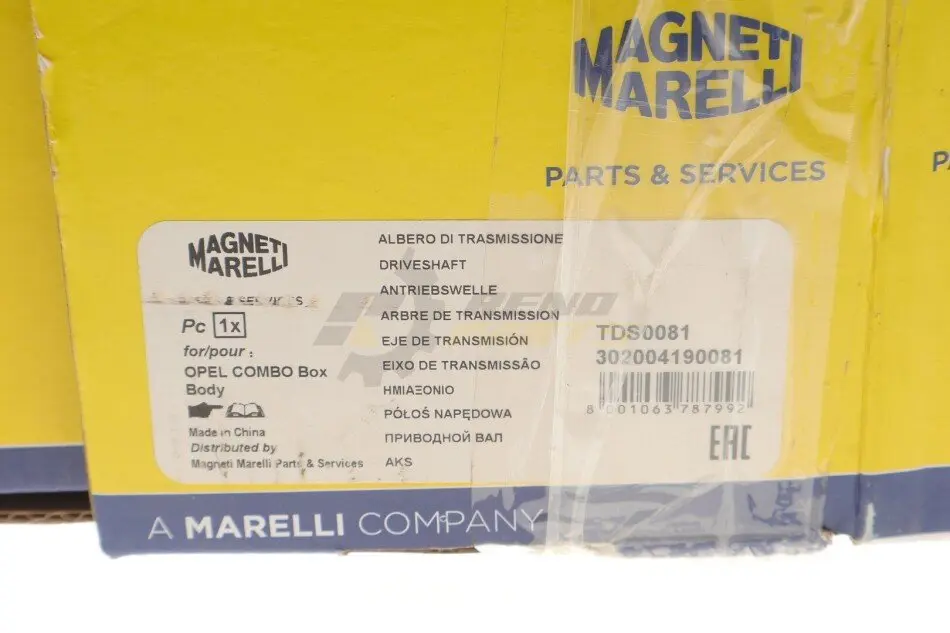 MAGNETI
MARELLI
PARTS & SERVICES
MAGNETI
MARELLI
& SERVICES
Pc 1x
for/pour :
OPEL COMBO Box
Body
Made in China
Distributed by
Magneti Marelli Parts & Services
ALBERO DI TRASMISSIONE
DRIVESHAFT
ANTRIEBSWELLE
ARBRE DE TRANSMISSION
EJE DE TRANSMISIÓN
EIXO DE TRANSMISSÃO
ΗΜΙΑΞΟΝΙΟ
PÓŁOŚ NAPĘDOWA
ПРИВОДНОЙ ВАЛ
AKS
TDS0081
302004190081
8 001063 787992
EAC
A MARELLI COMPANY